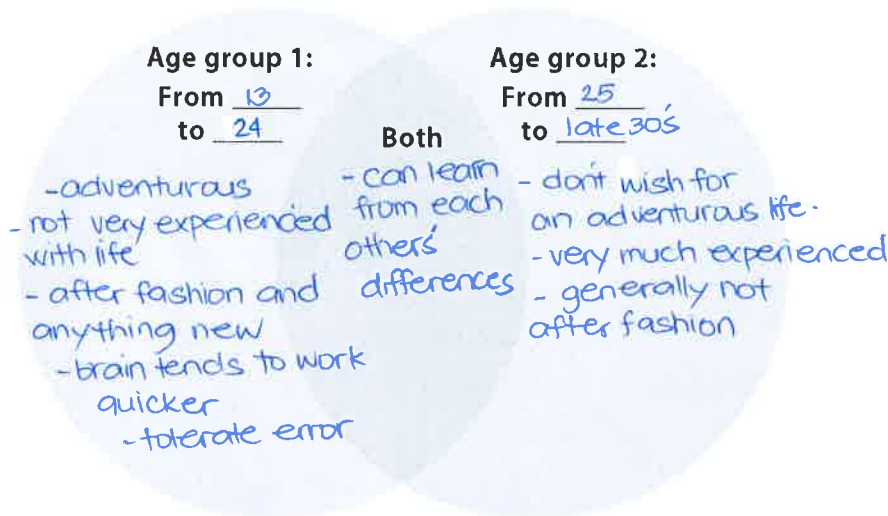 Age group 1:
From 13
to 24
-adventurous
- not very experienced
with life
- after fashion and
anything new
- brain tends to work
quicker
- tolerate error
Both
- can learn
from each
others'
differences
Age group 2:
From 25
to late 30's
- don't wish for
an adventurous life.
- very much experienced
- generally not
after fashion